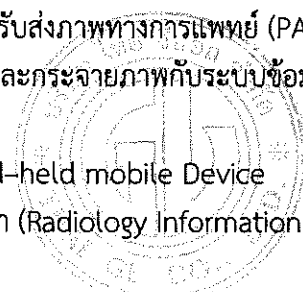 รับส่งภาพทางการแพทย์ (PA
ละกระจายภาพกับระบบข้อม
d-held mobile Device
า (Radiology Information